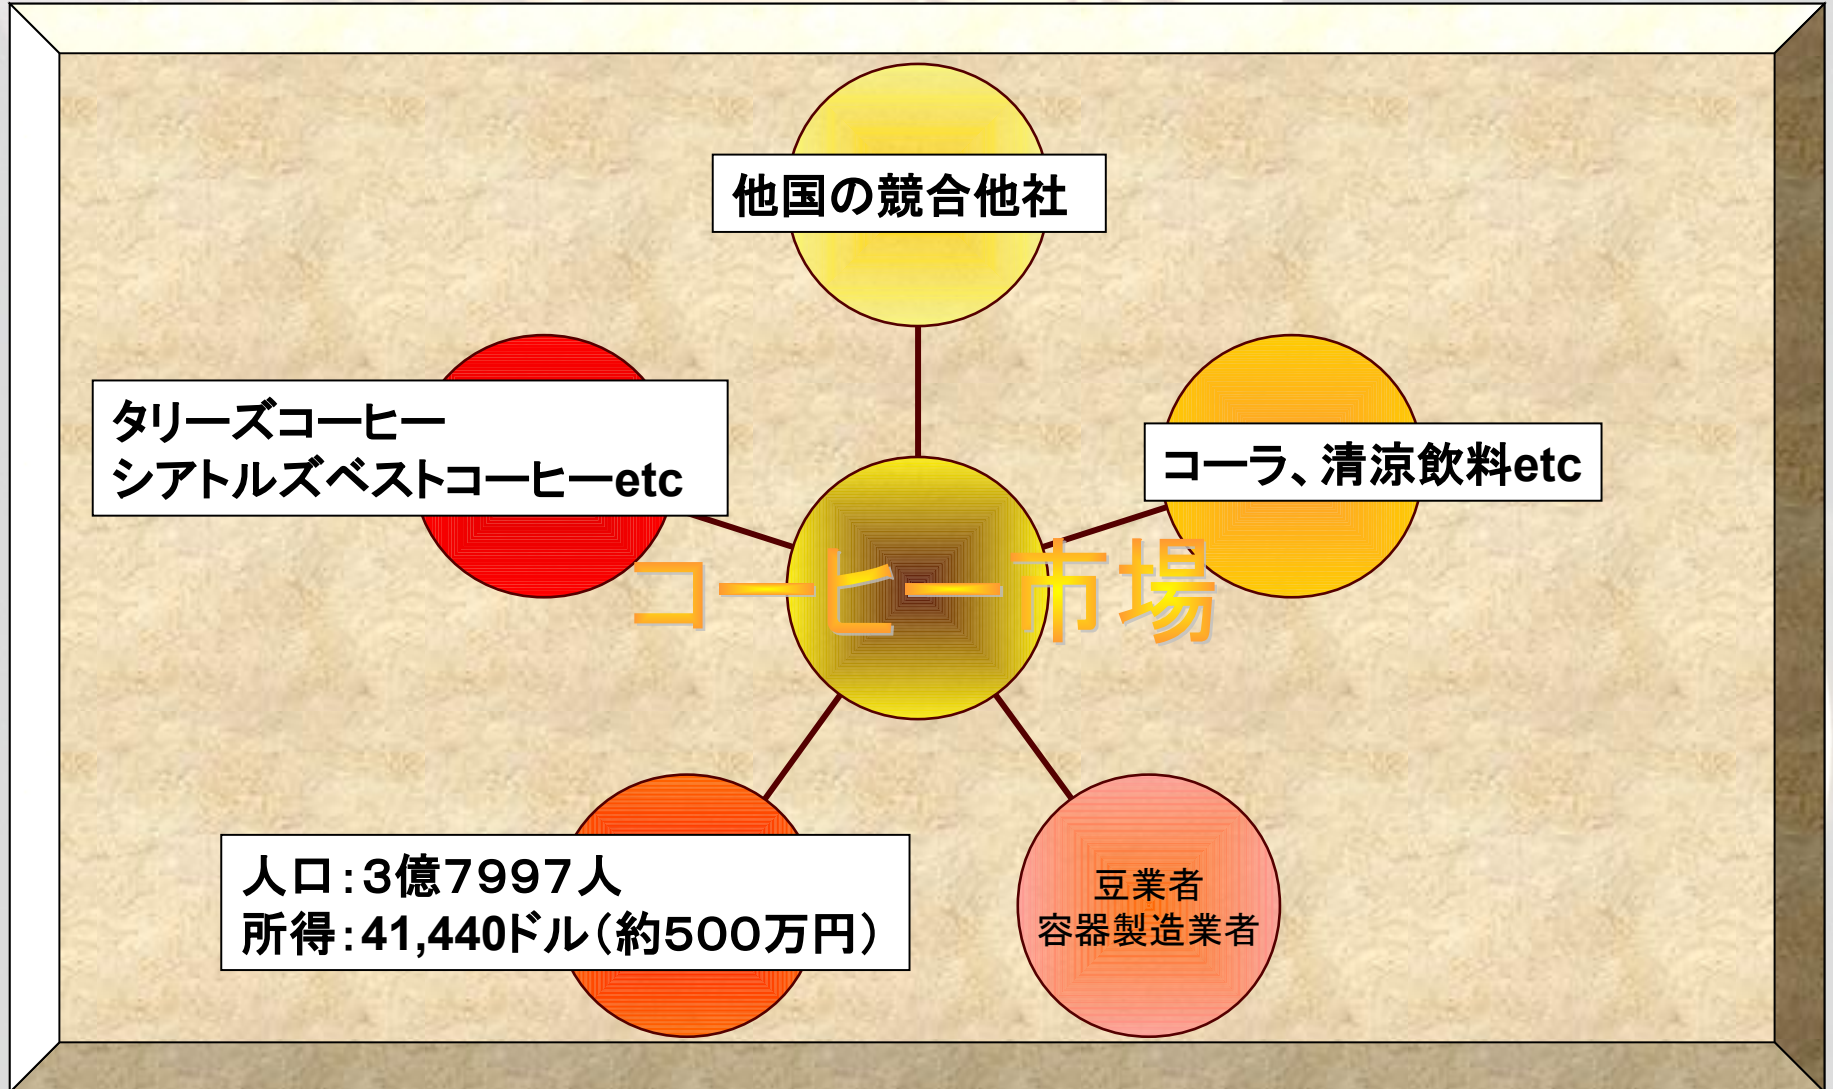 他国の競合他社
タリーズコーヒー
シアトルズベストコーヒーetc
コーラ、清涼飲料etc
コーヒー市場
人口：３億７９９７人
所得：41,440ドル（約５００万円）
豆業者
容器製造業者